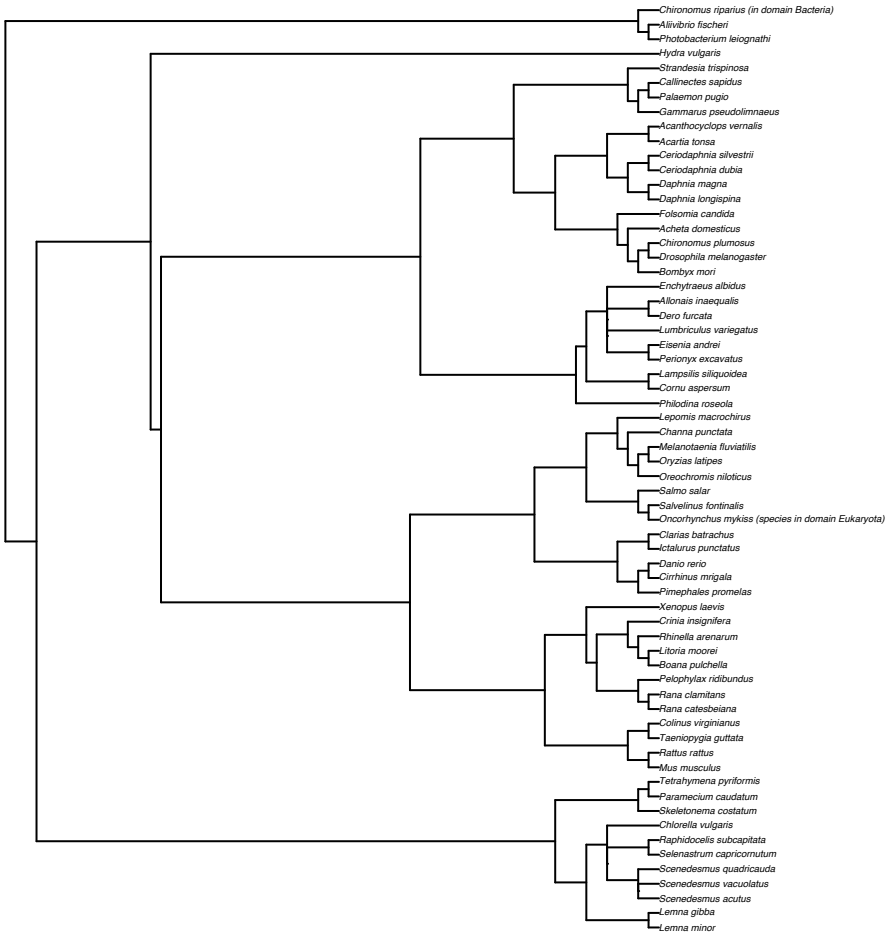 Chironomus riparius (in domain Bacteria)
Aliivibrio fischeri
Photobacterium leiognathi
Hydra vulgaris
Strandesia trispinosa
Callinectes sapidus
Palaemon pugio
Gammarus pseudolimnaeus
Acanthocyclops vernalis
Acartia tonsa
Ceriodaphnia silvestrii
Ceriodaphnia dubia
Daphnia magna
Daphnia longispina
Folsomia candida
Acheta domesticus
Chironomus plumosus
Drosophila melanogaster
Bombyx mori
Enchytraeus albidus
Allonais inaequalis
Dero furcata
Lumbriculus variegatus
Eisenia andrei
Perionyx excavatus
Lampsilis siliquoidea
Cornu aspersum
Philodina roseola
Lepomis macrochirus
Channa punctata
Melanotaenia fluviatilis
Oryzias latipes
Oreochromis niloticus
Salmo salar
Salvelinus fontinalis
Oncorhynchus mykiss (species in domain Eukaryota)
Clarias batrachus
Ictalurus punctatus
Danio rerio
Cirrhinus mrigala
Pimephales promelas
Xenopus laevis
Crinia insignifera
Rhinella arenarum
Litoria moorei
Boana pulchella
Pelophylax ridibundus
Rana clamitans
Rana catesbeiana
Colinus virginianus
Taeniopygia guttata
Rattus rattus
Mus musculus
Tetrahymena pyriformis
Paramecium caudatum
Skeletonema costatum
Chlorella vulgaris
Raphidocelis subcapitata
Selenastrum capricornutum
Scenedesmus quadricauda
Scenedesmus vacuolatus
Scenedesmus acutus
Lemna gibba
Lemna minor